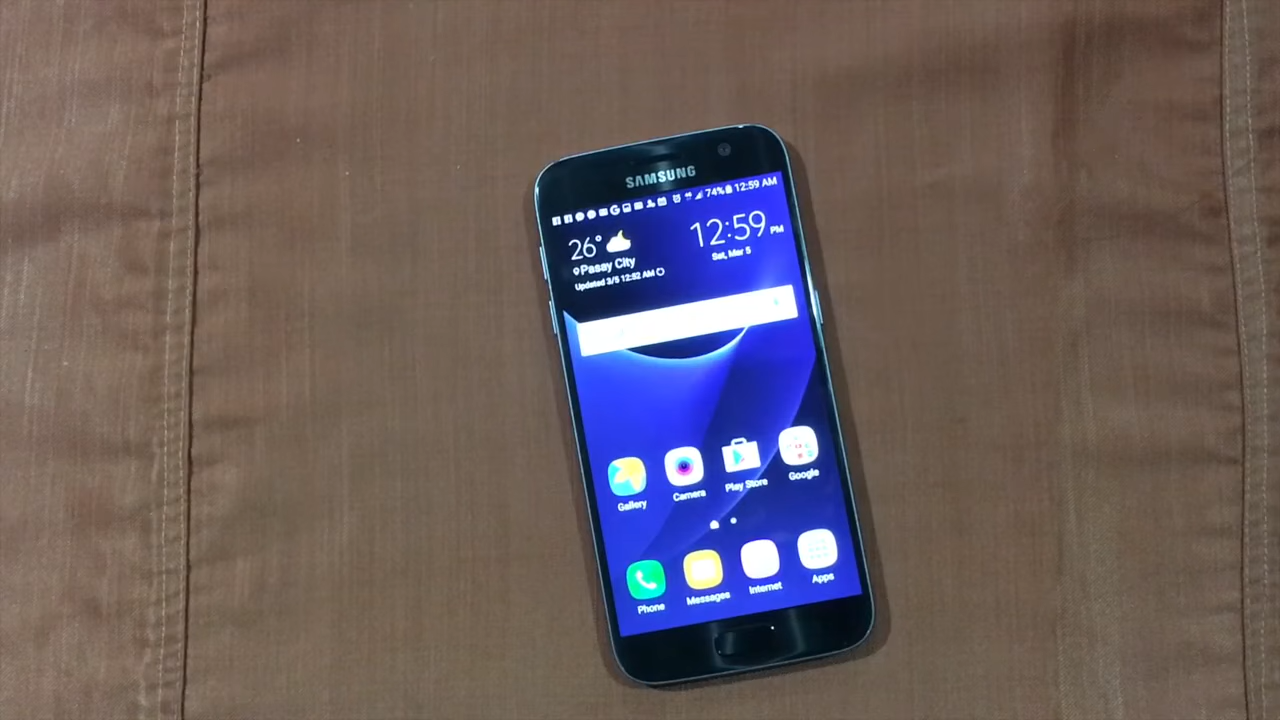 SAMSUNG
74% 12:59 AM
26°
12:59 PM
Pasay City
Sat, Mar 5
Updated 3/5 12:52 AM
Gallery
Camera
Play Store
Google
Phone
Messages
Internet
Apps